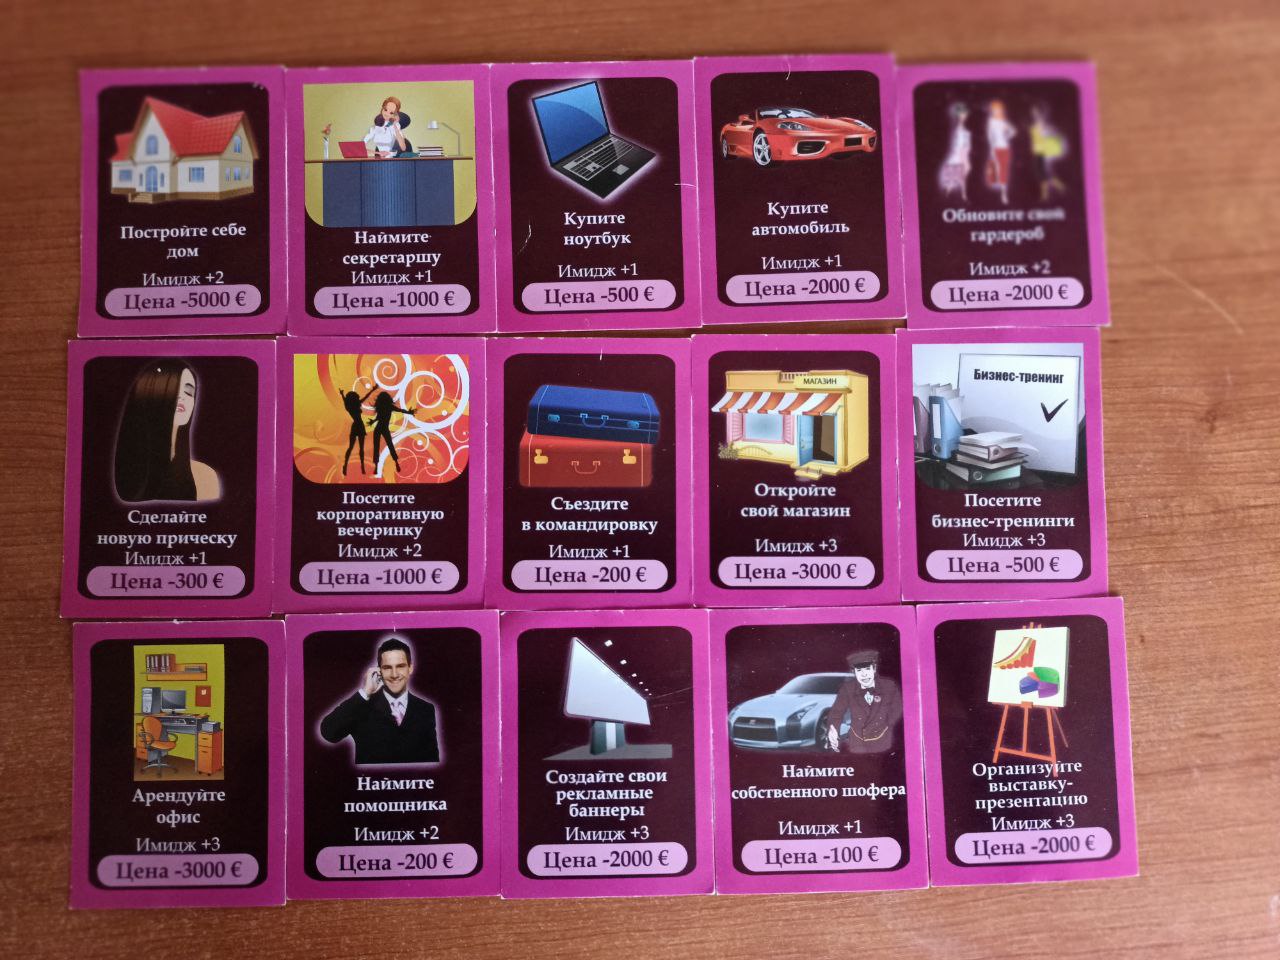 Постройте себе
дом
Имидж +2
Цена -5000 €
Наймите
секретаршу
Имидж +1
Цена -1000 €
Купите
ноутбук
Имидж +1
Цена -500 €
Купите
автомобиль
Имидж +1
Цена -2000 €
Обновите свой
гардероб
Имидж +2
Цена -2000 €
Сделайте
новую прическу
Имидж +1
Цена -300 €
Посетите
корпоративную
вечеринку
Имидж +2
Цена -1000 €
Съездите
в командировку
Имидж +1
Цена -200 €
МАГАЗИН
Откройте
свой магазин
Имидж +3
Цена -3000 €
Бизнес-тренинг
Посетите
бизнес-тренинги
Имидж +3
Цена -500 €
Арендуйте
офис
Имидж +3
Цена -3000 €
Наймите
помощника
Имидж +2
Цена -200 €
Создайте свои
рекламные
баннеры
Имидж +3
Цена -2000 €
Наймите
собственного шофера
Имидж +1
Цена -100 €
Организуйте
выставку-
презентацию
Имидж +3
Цена -2000 €